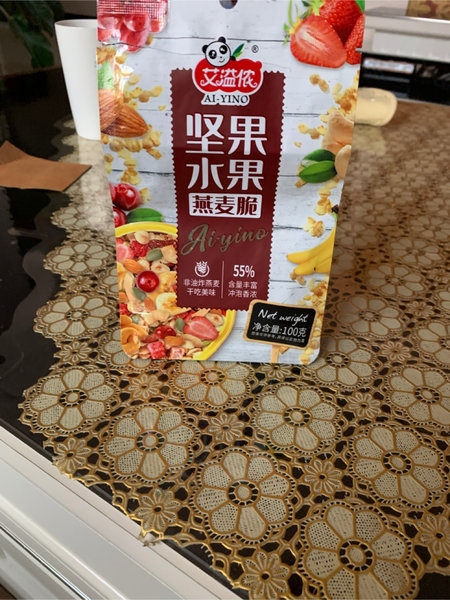 艾溢侬®
AI-YINO
坚果
水果
燕麦脆
Ai-yino
非油炸燕麦
干吃美味
55%
含量丰富
冲泡香浓
Net weight
净含量:100克